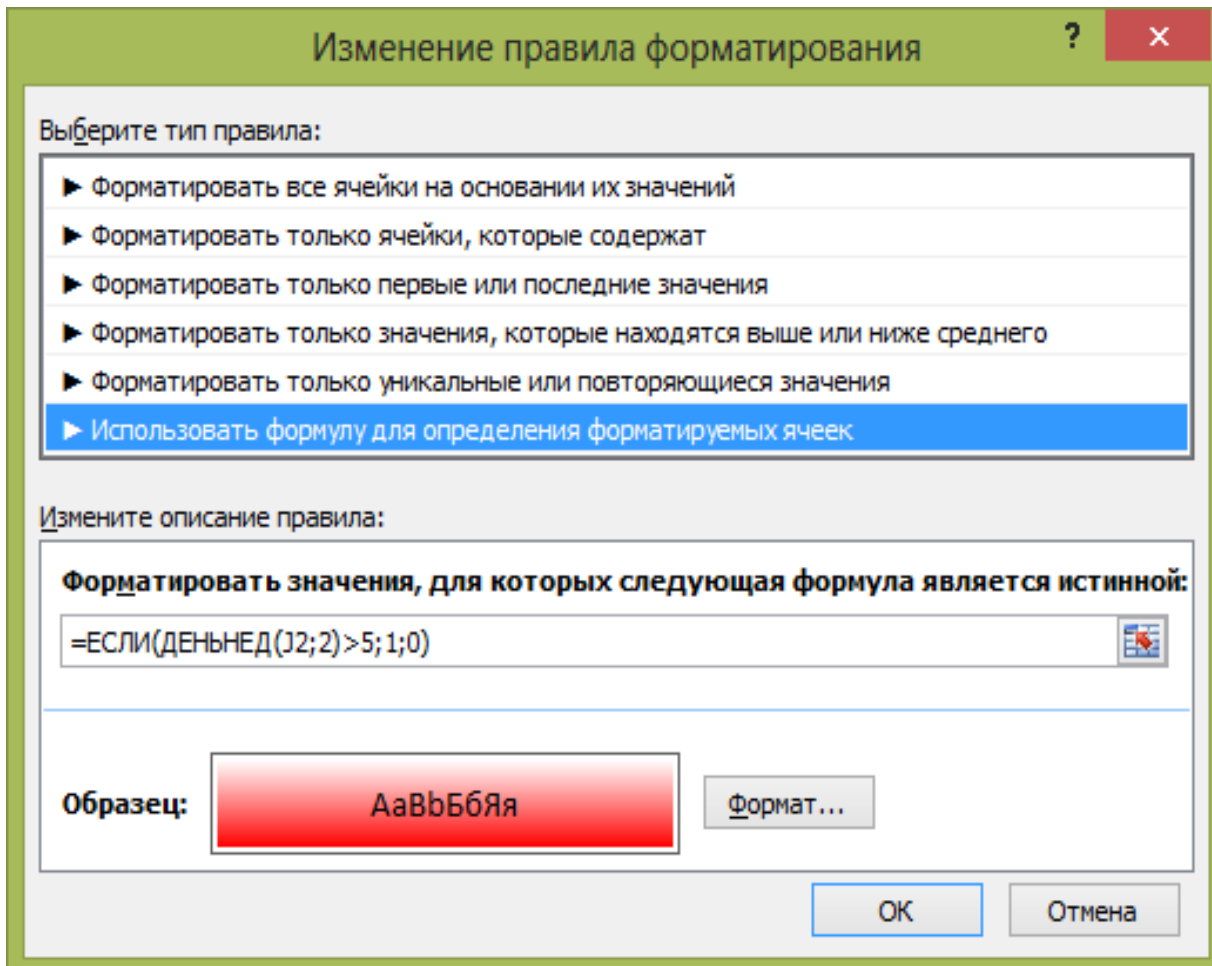 Изменение правила форматирования
?
×
Выберите тип правила:
► Форматировать все ячейки на основании их значений
► Форматировать только ячейки, которые содержат
► Форматировать только первые или последние значения
► Форматировать только значения, которые находятся выше или ниже среднего
► Форматировать только уникальные или повторяющиеся значения
► Использовать формулу для определения форматируемых ячеек
Измените описание правила:
Форматировать значения, для которых следующая формула является истинной:
=ЕСЛИ(ДЕНЬНЕД(J2;2)>5;1;0)
Образец:
АаВbБбЯя
Формат...
ОК
Отмена